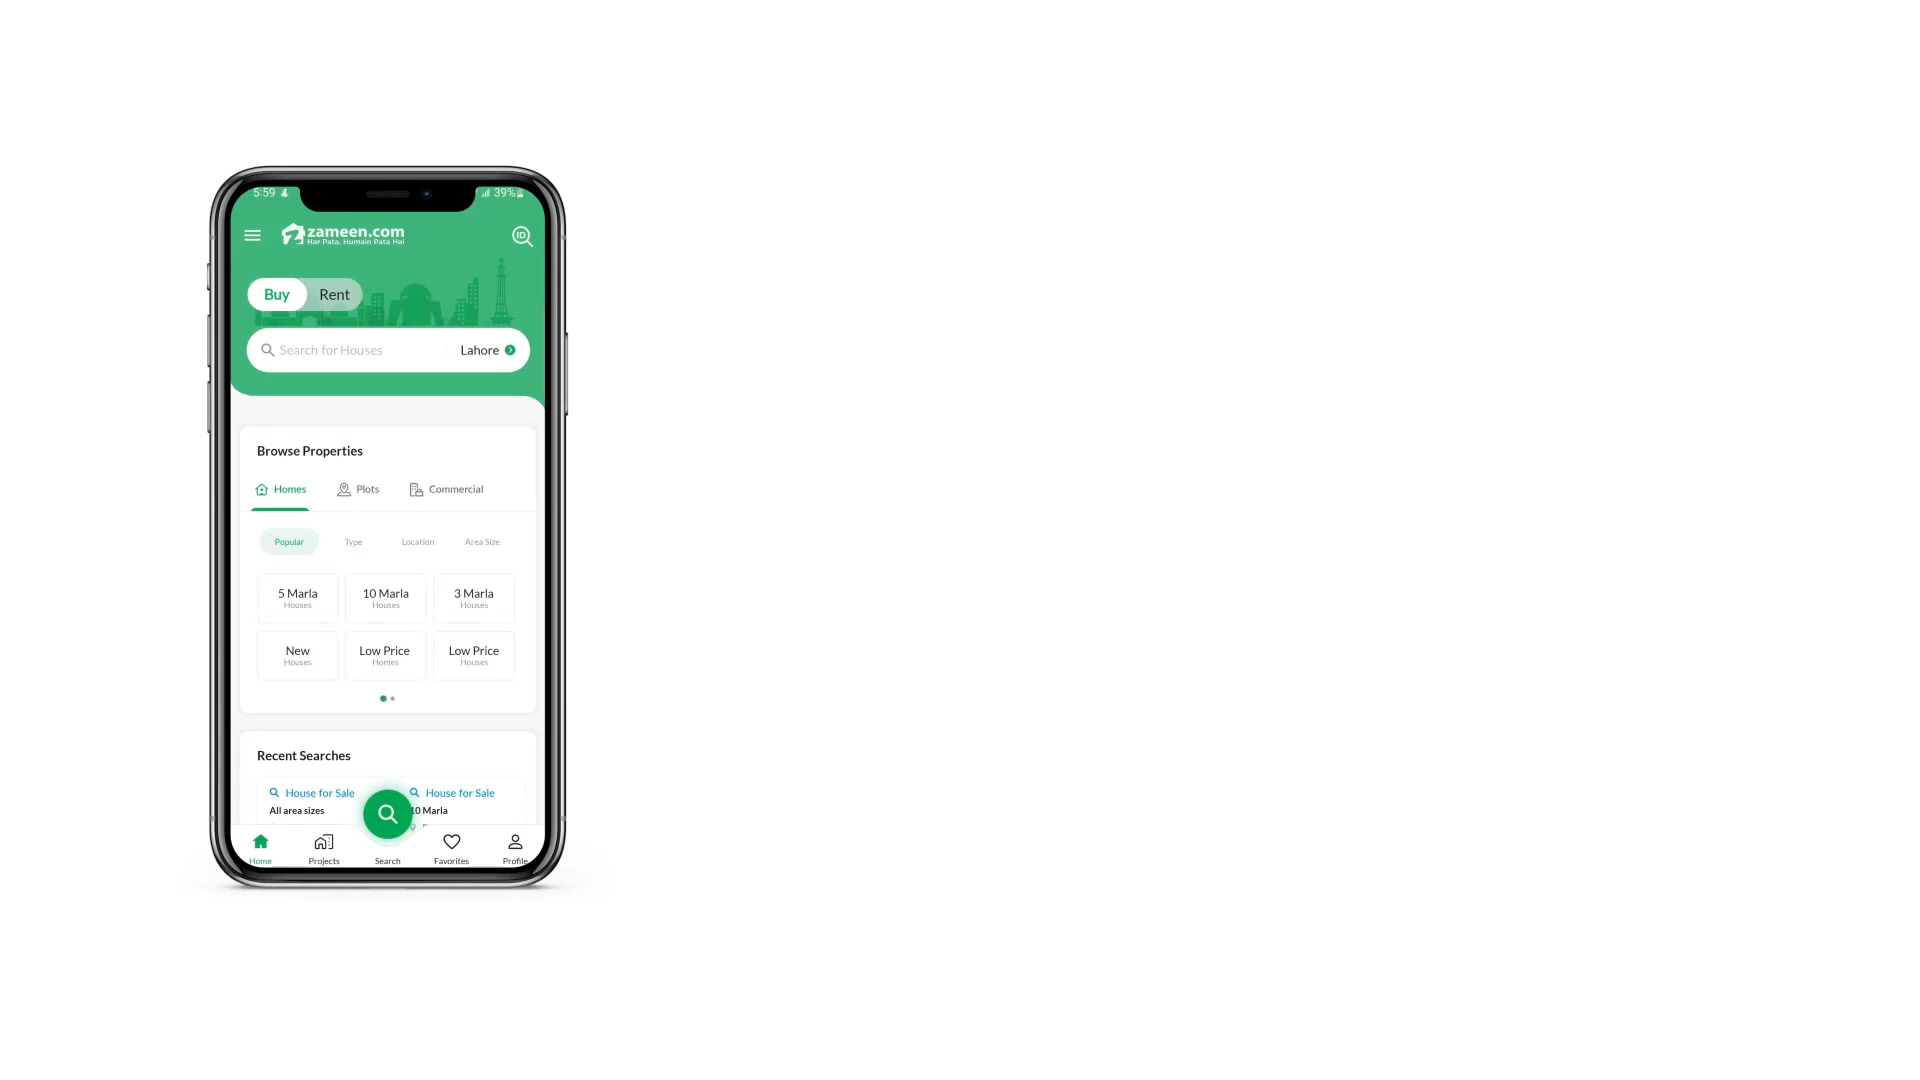 5:59
39%
zameen.com
Har Pata, Humain Pata Hai
ID
Buy Rent
Search for Houses Lahore
Browse Properties
Homes Plots Commercial
Popular Type Location Area Size
5 Marla 10 Marla 3 Marla
Houses Houses Houses
New Low Price Low Price
Houses Homes Houses
Recent Searches
House for Sale House for Sale
All area sizes 10 Marla
Home Projects Search Favorites Profile